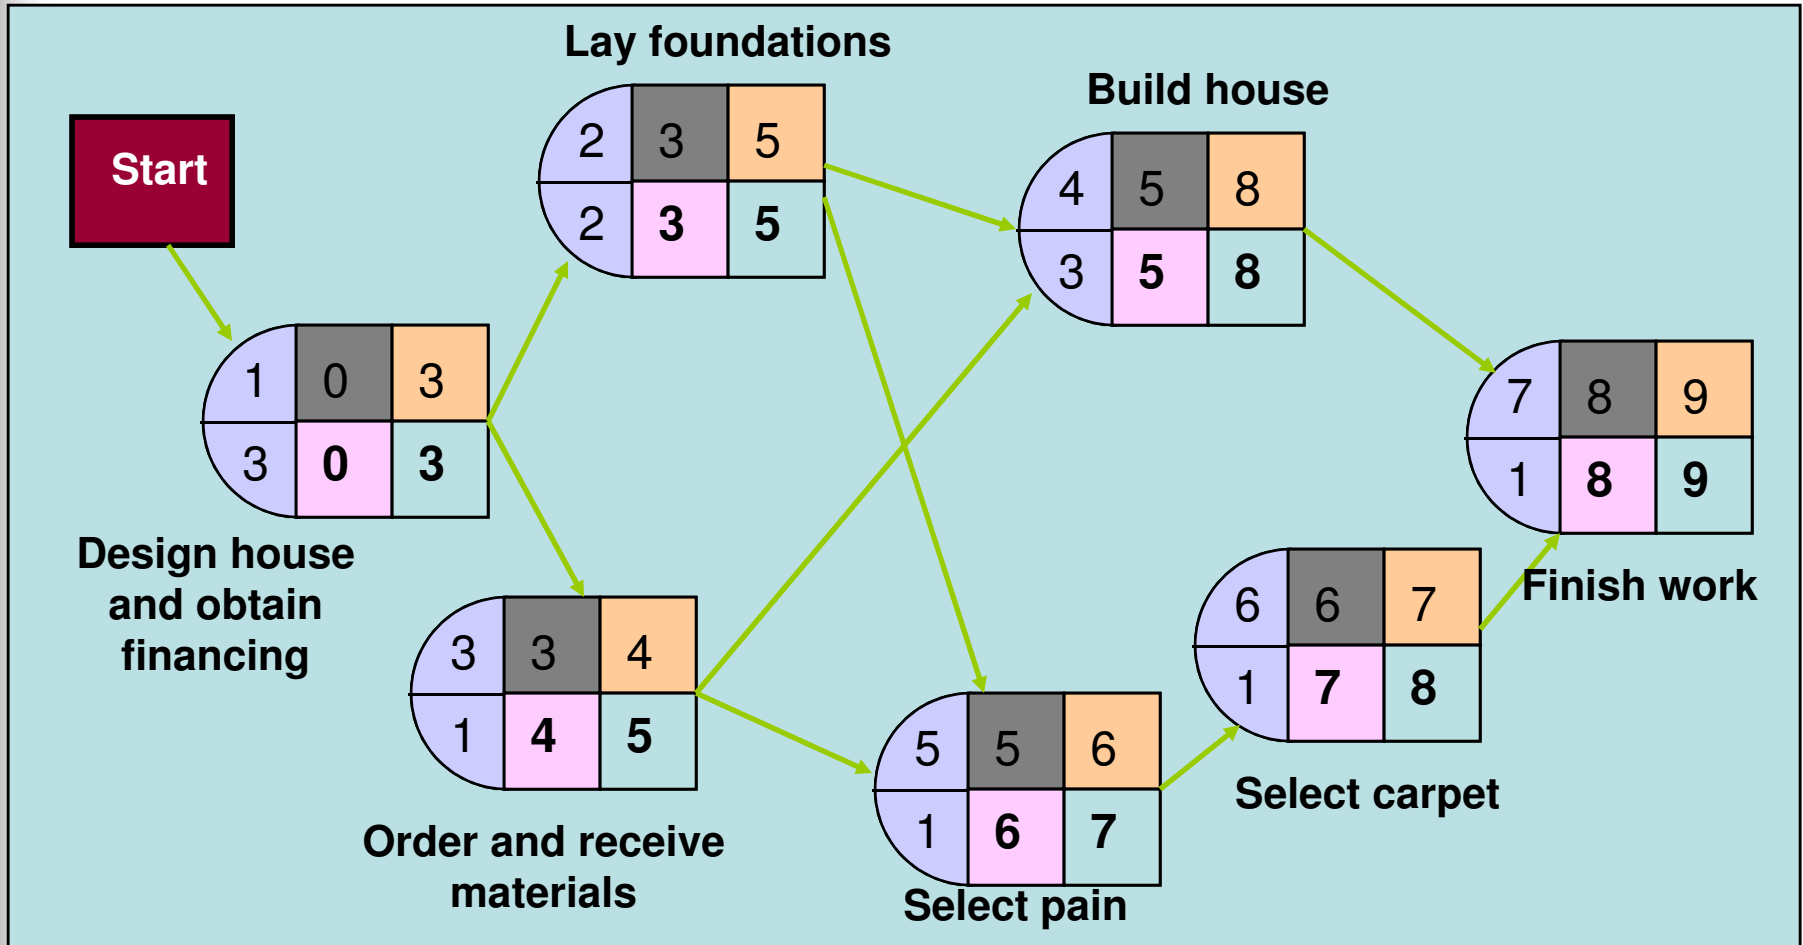 Lay foundations
Build house
Start
2 3 5
2 3 5
4 5 8
3 5 8
1 0 3
3 0 3
7 8 9
1 8 9
Design house
and obtain
financing
Finish work
3 3 4
1 4 5
6 6 7
1 7 8
5 5 6
1 6 7
Select carpet
Order and receive
materials
Select pain